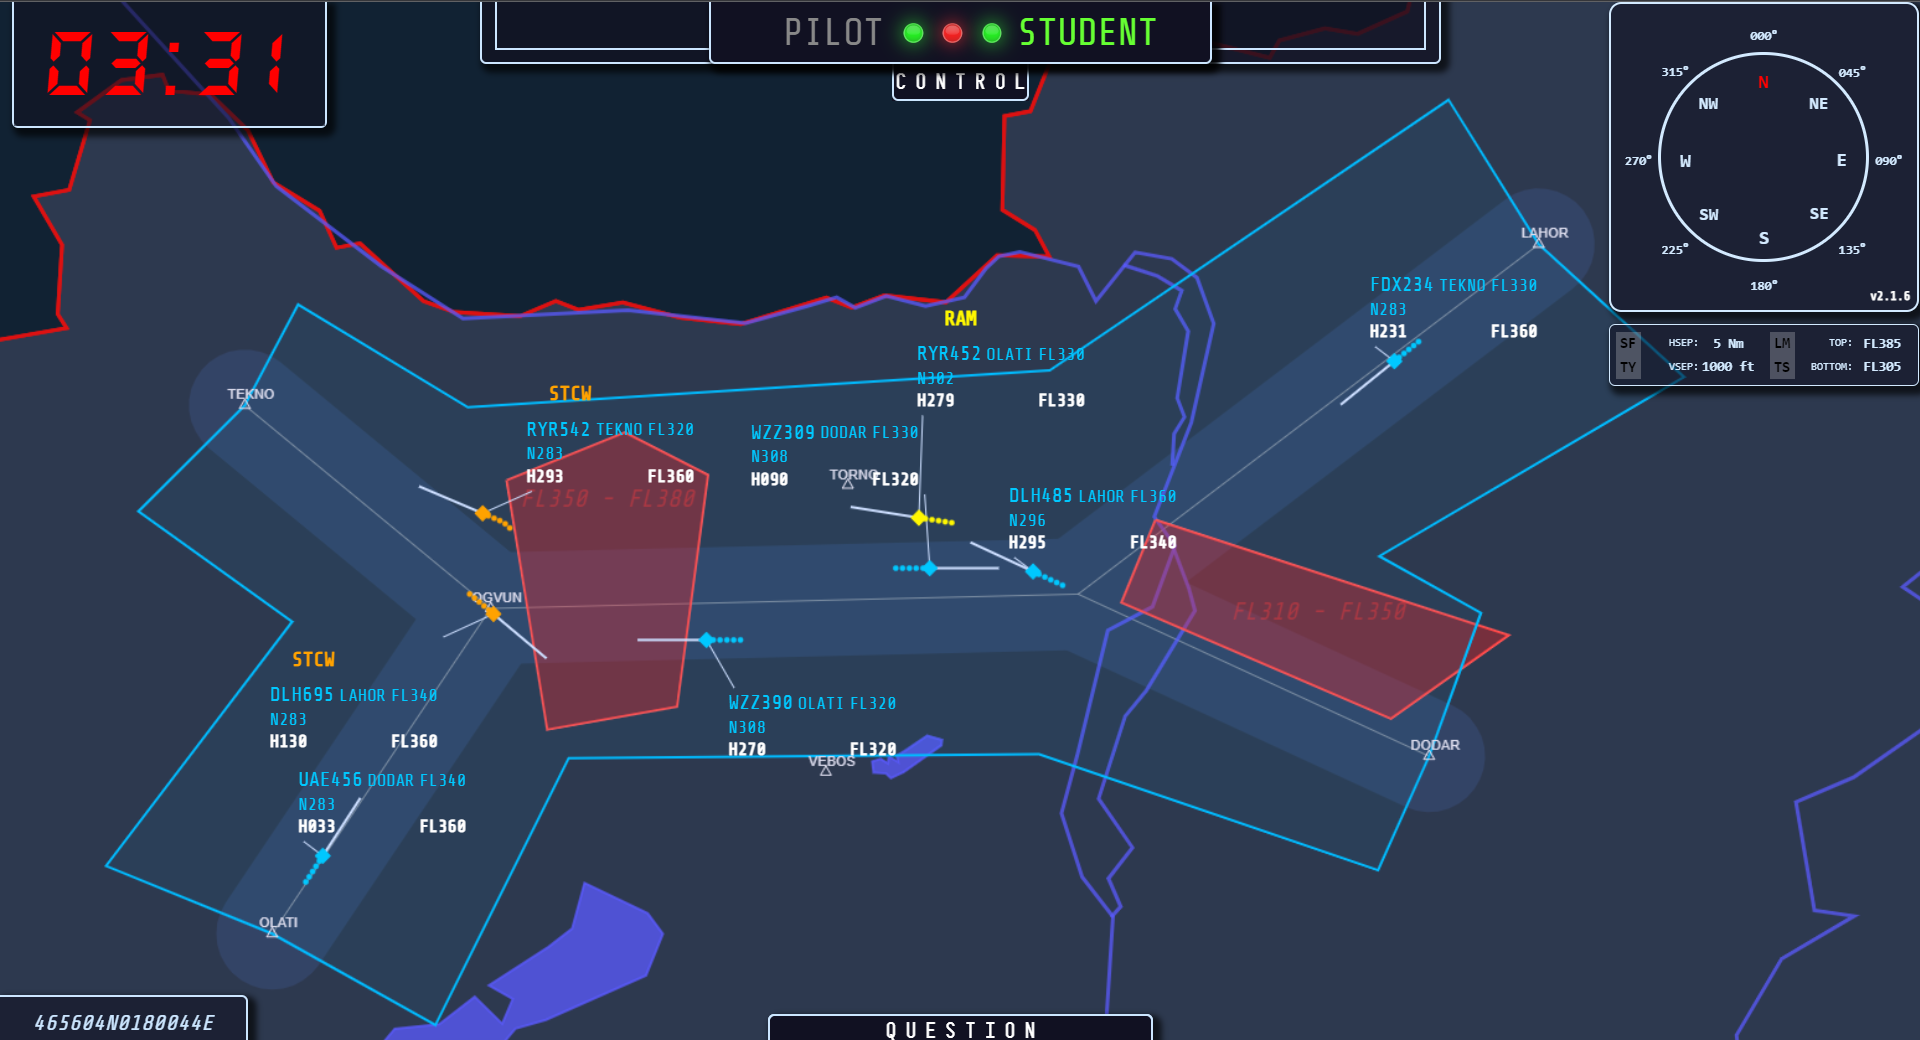 03:31
PILOT STUDENT
CONTROL
000°
315° 045°
N
NW NE
270° W E 090°
SW SE
S
225° 135°
180°
v2.1.6
SF HSEP: 5 Nm LM TOP: FL385
TY VSEP: 1000 ft TS BOTTOM: FL305
LAHOR
FDX234 TEKNO FL330
N283
H231 FL360
RAM
RYR452 OLATI FL330
N302
H279 FL330
TEKNO
STCW
RYR542 TEKNO FL320
N283
H293 FL360
FL350 - FL380
WZZ309 DODAR FL330
N308
H090 FL320
TORNO
DLH485 LAHOR FL360
N296
H295 FL340
OGVUN
FL310 - FL350
STCW
DLH695 LAHOR FL340
N283
H130 FL360
WZZ390 OLATI FL320
N308
H270 FL320
VEBOS
DODAR
UAE456 DODAR FL340
N283
H033 FL360
OLATI
465604N0180044E
QUESTION